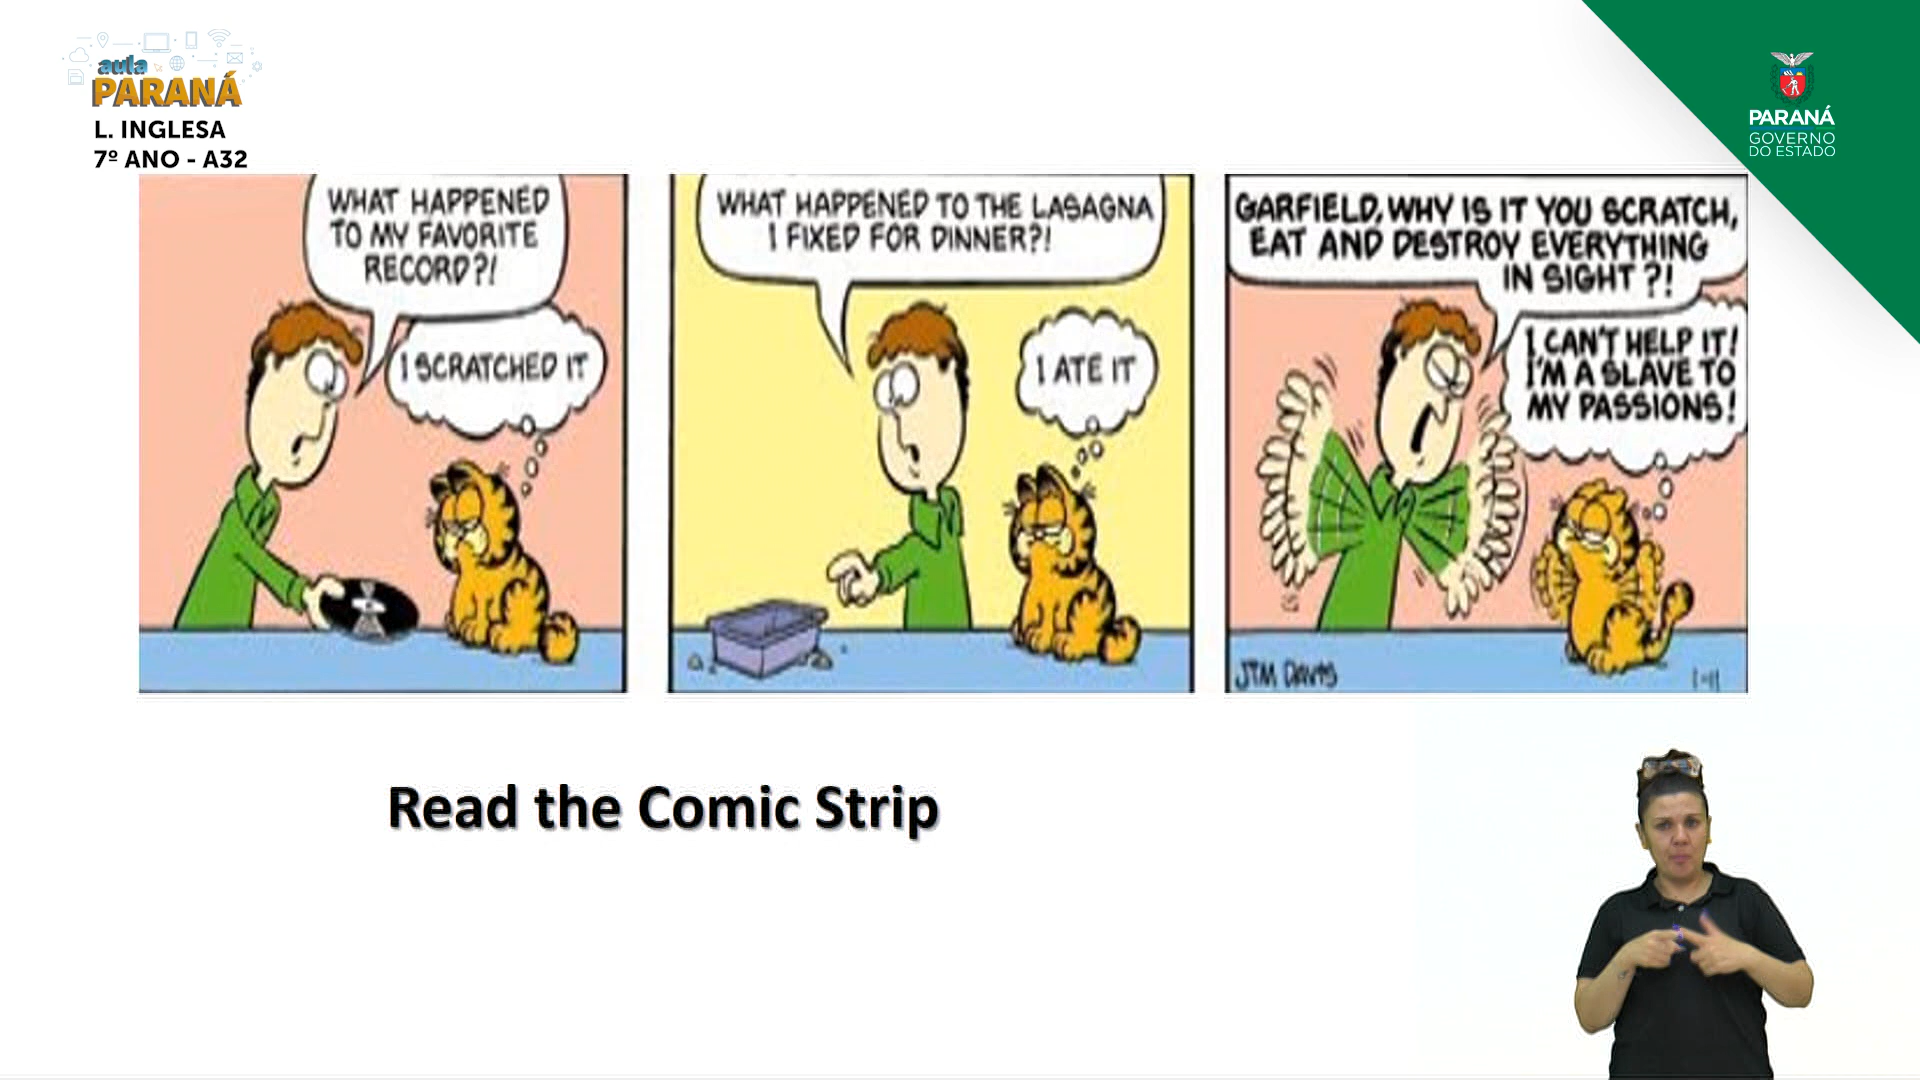 aula
PARANÁ
L. INGLESA
7º ANO - A32
PARANÁ
GOVERNO
DO ESTADO
WHAT HAPPENED
TO MY FAVORITE
RECORD?!
I SCRATCHED IT
WHAT HAPPENED TO THE LASAGNA
I FIXED FOR DINNER?!
I ATE IT
GARFIELD, WHY IS IT YOU SCRATCH,
EAT AND DESTROY EVERYTHING
IN SIGHT?!
I CAN'T HELP IT!
I'M A SLAVE TO
MY PASSIONS!
JIM DAVIS
1-11
Read the Comic Strip